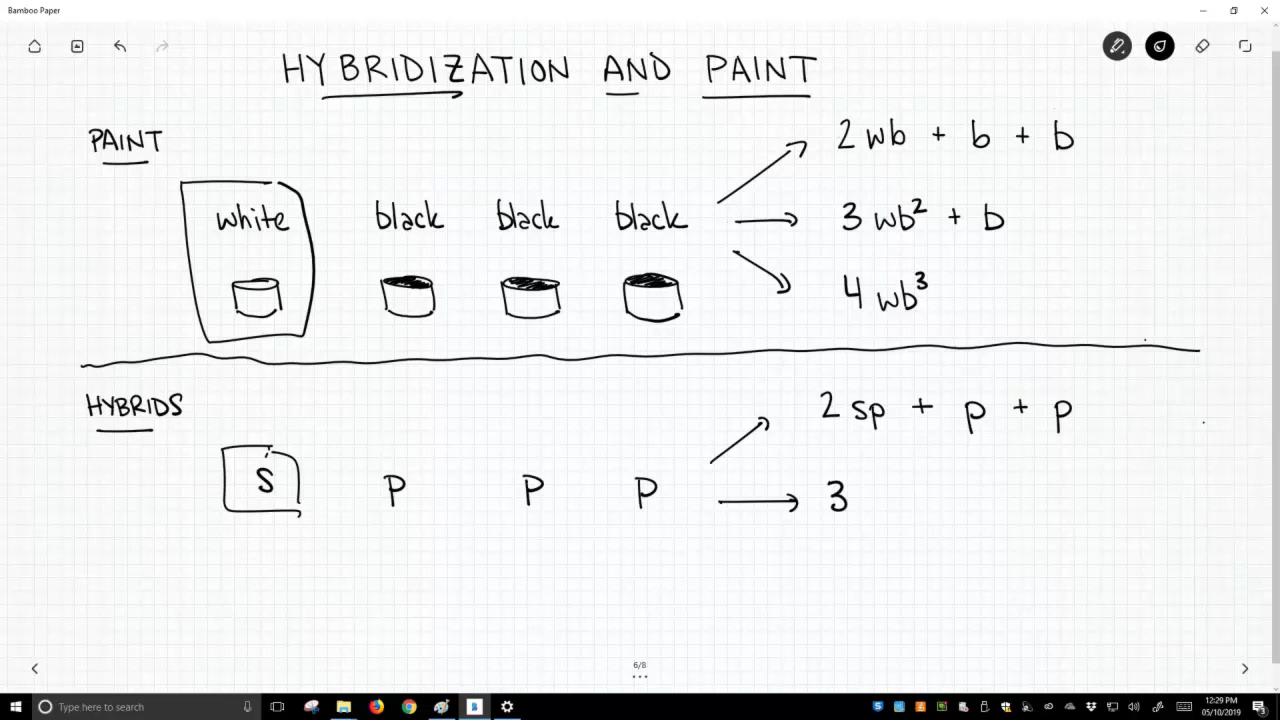 Bamboo Paper
HYBRIDIZATION AND PAINT
PAINT
2 wb + b + b
white black black black
3 wb² + b
4 wb³
HYBRIDS
2 sp + p + p
S P P P
3
6/8
Type here to search
12:29 PM
05/10/2019
3